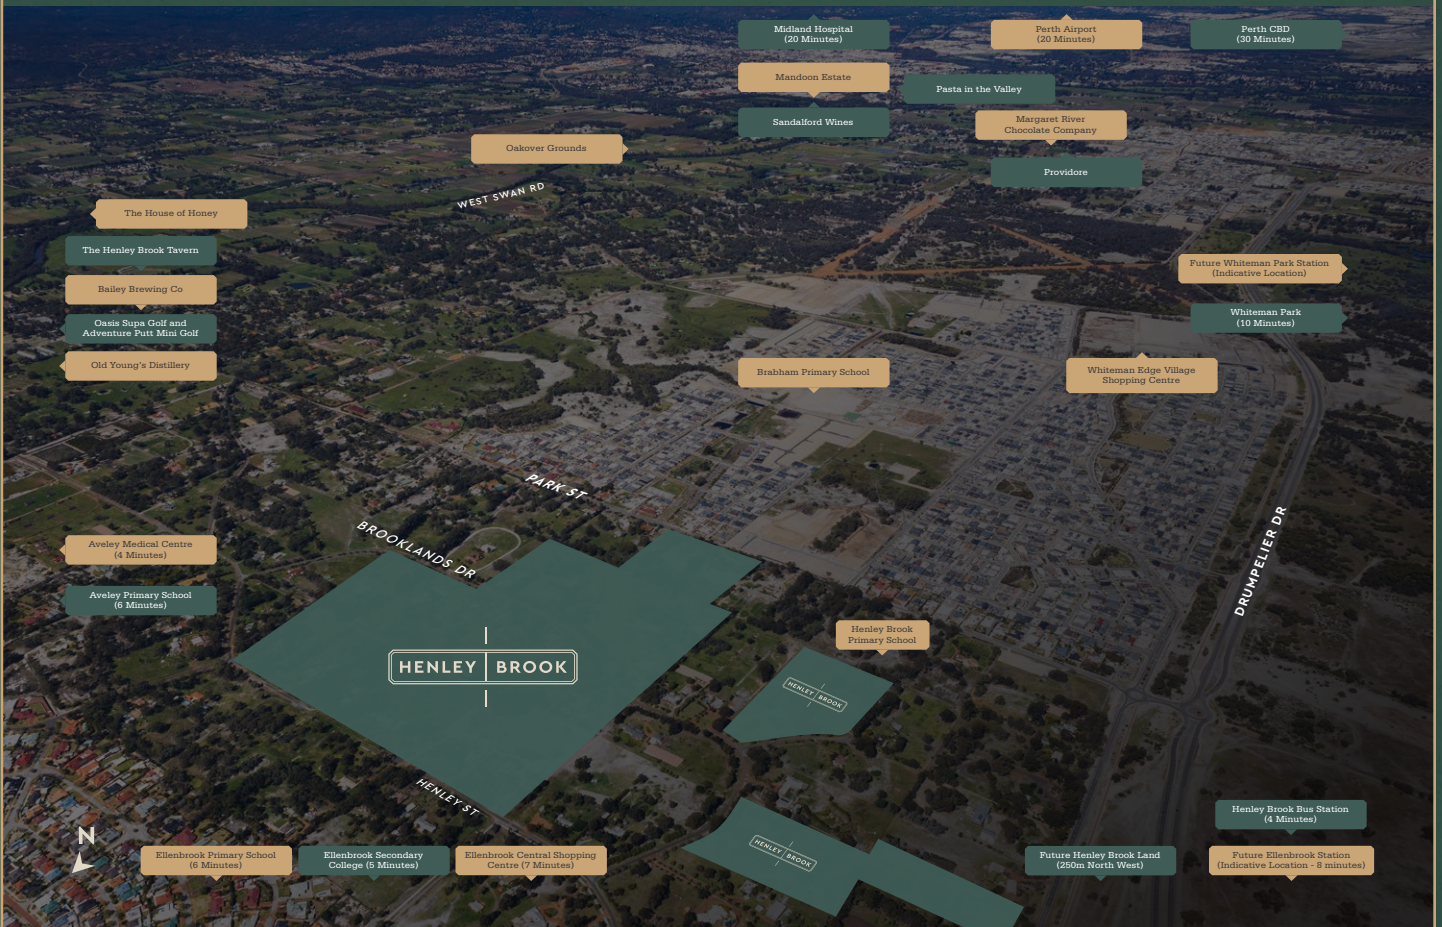 Midland Hospital
(20 Minutes)
Perth Airport
(20 Minutes)
Perth CBD
(30 Minutes)
Mandoon Estate
Pasta in the Valley
Sandalford Wines
Margaret River
Chocolate Company
Oakover Grounds
Providore
WEST SWAN RD
The House of Honey
The Henley Brook Tavern
Bailey Brewing Co
Oasis Supa Golf and
Adventure Putt Mini Golf
Old Young's Distillery
Future Whiteman Park Station
(Indicative Location)
Whiteman Park
(10 Minutes)
Brabham Primary School
Whiteman Edge Village
Shopping Centre
PARK ST
BROOKLANDS DR
DRUMPELIER DR
Aveley Medical Centre
(4 Minutes)
Aveley Primary School
(6 Minutes)
HENLEY BROOK
Henley Brook
Primary School
HENLEY BROOK
HENLEY ST
HENLEY BROOK
N
Ellenbrook Primary School
(6 Minutes)
Ellenbrook Secondary
College (5 Minutes)
Ellenbrook Central Shopping
Centre (7 Minutes)
Henley Brook Bus Station
(4 Minutes)
Future Henley Brook Land
(250m North West)
Future Ellenbrook Station
(Indicative Location - 8 minutes)